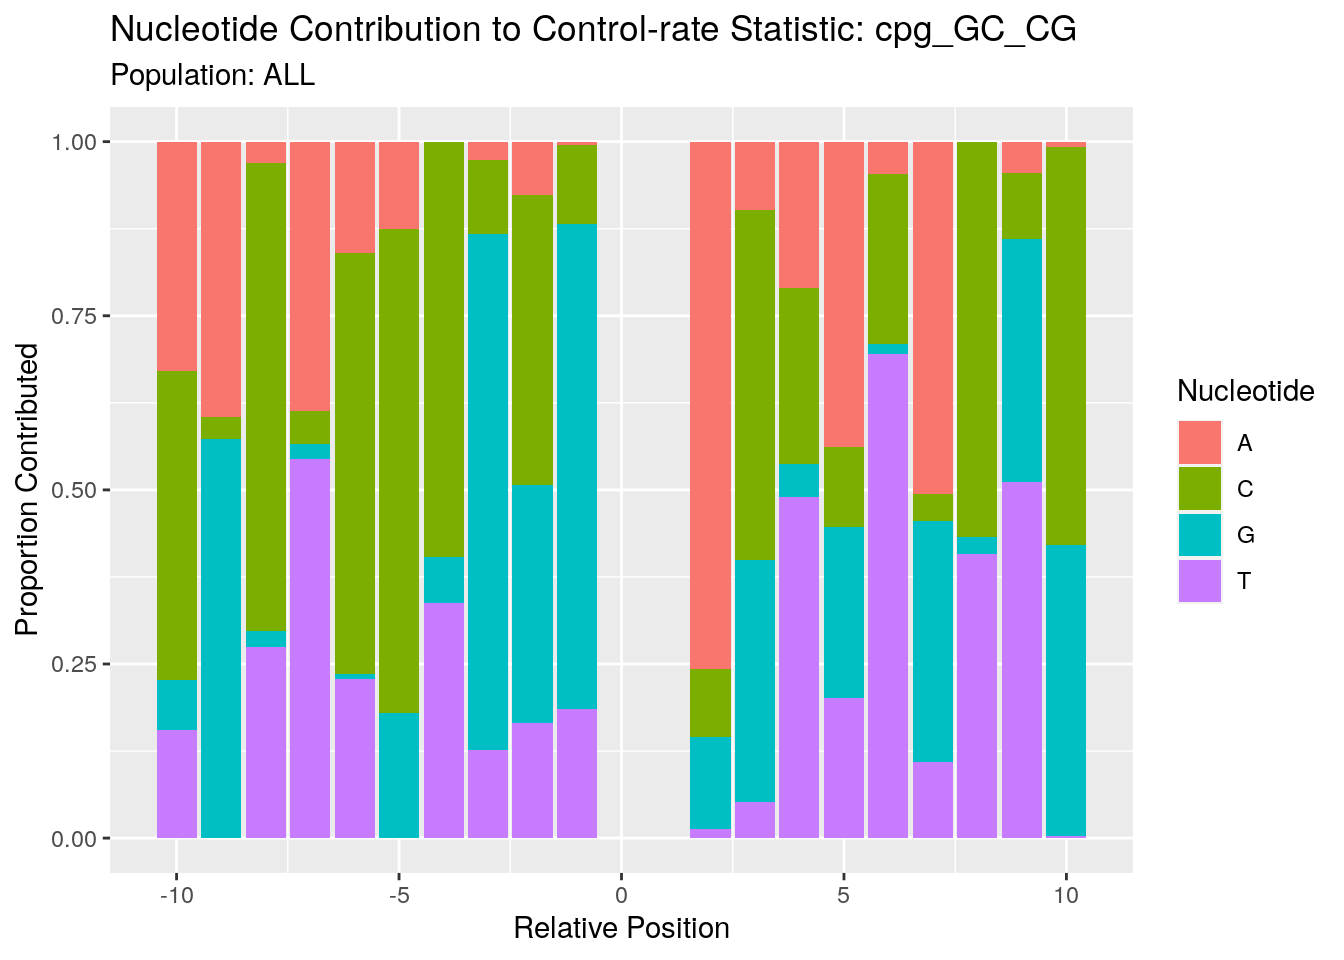 Nucleotide Contribution to Control-rate Statistic: cpg_GC_CG
Population: ALL
1.00
0.75
0.50
0.25
0.00
Proportion Contributed
-10
-5
0
5
10
Relative Position
Nucleotide
A
C
G
T